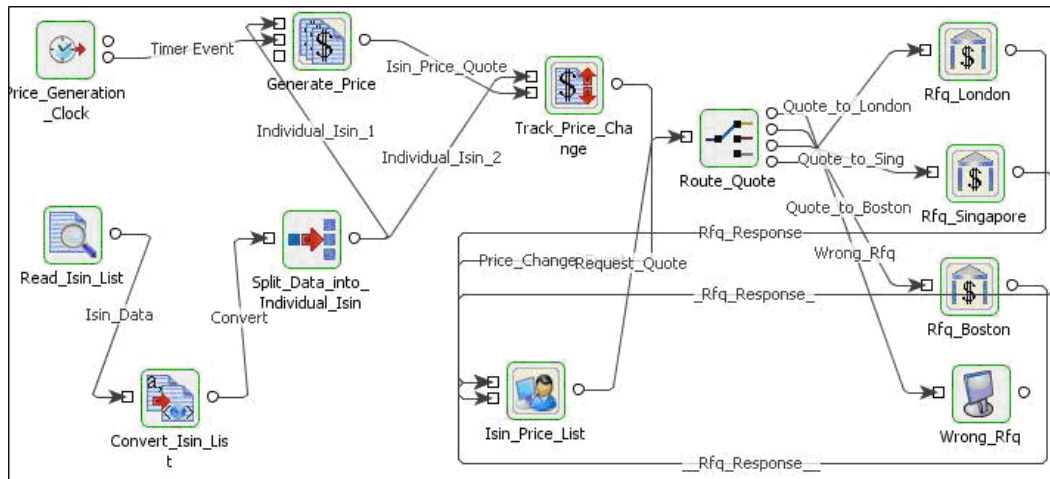 Timer Event
Price_Generation
_Clock
Generate_Price
Isin_Price_Quote
Track_Price_Cha
nge
Individual_Isin_1
Individual_Isin_2
Route_Quote
Quote_to_London
Quote_to_Sing
Quote_to_Boston
Wrong_Rfq
Rfq_London
Rfq_Singapore
Rfq_Response
Read_Isin_List
Split_Data_into_
Individual_Isin
Price_Change
Request_Quote
_Rfq_Response_
Rfq_Boston
Isin_Data
Convert
a,
Convert_Isin_Lis
t
Isin_Price_List
Wrong_Rfq
__Rfq_Response__